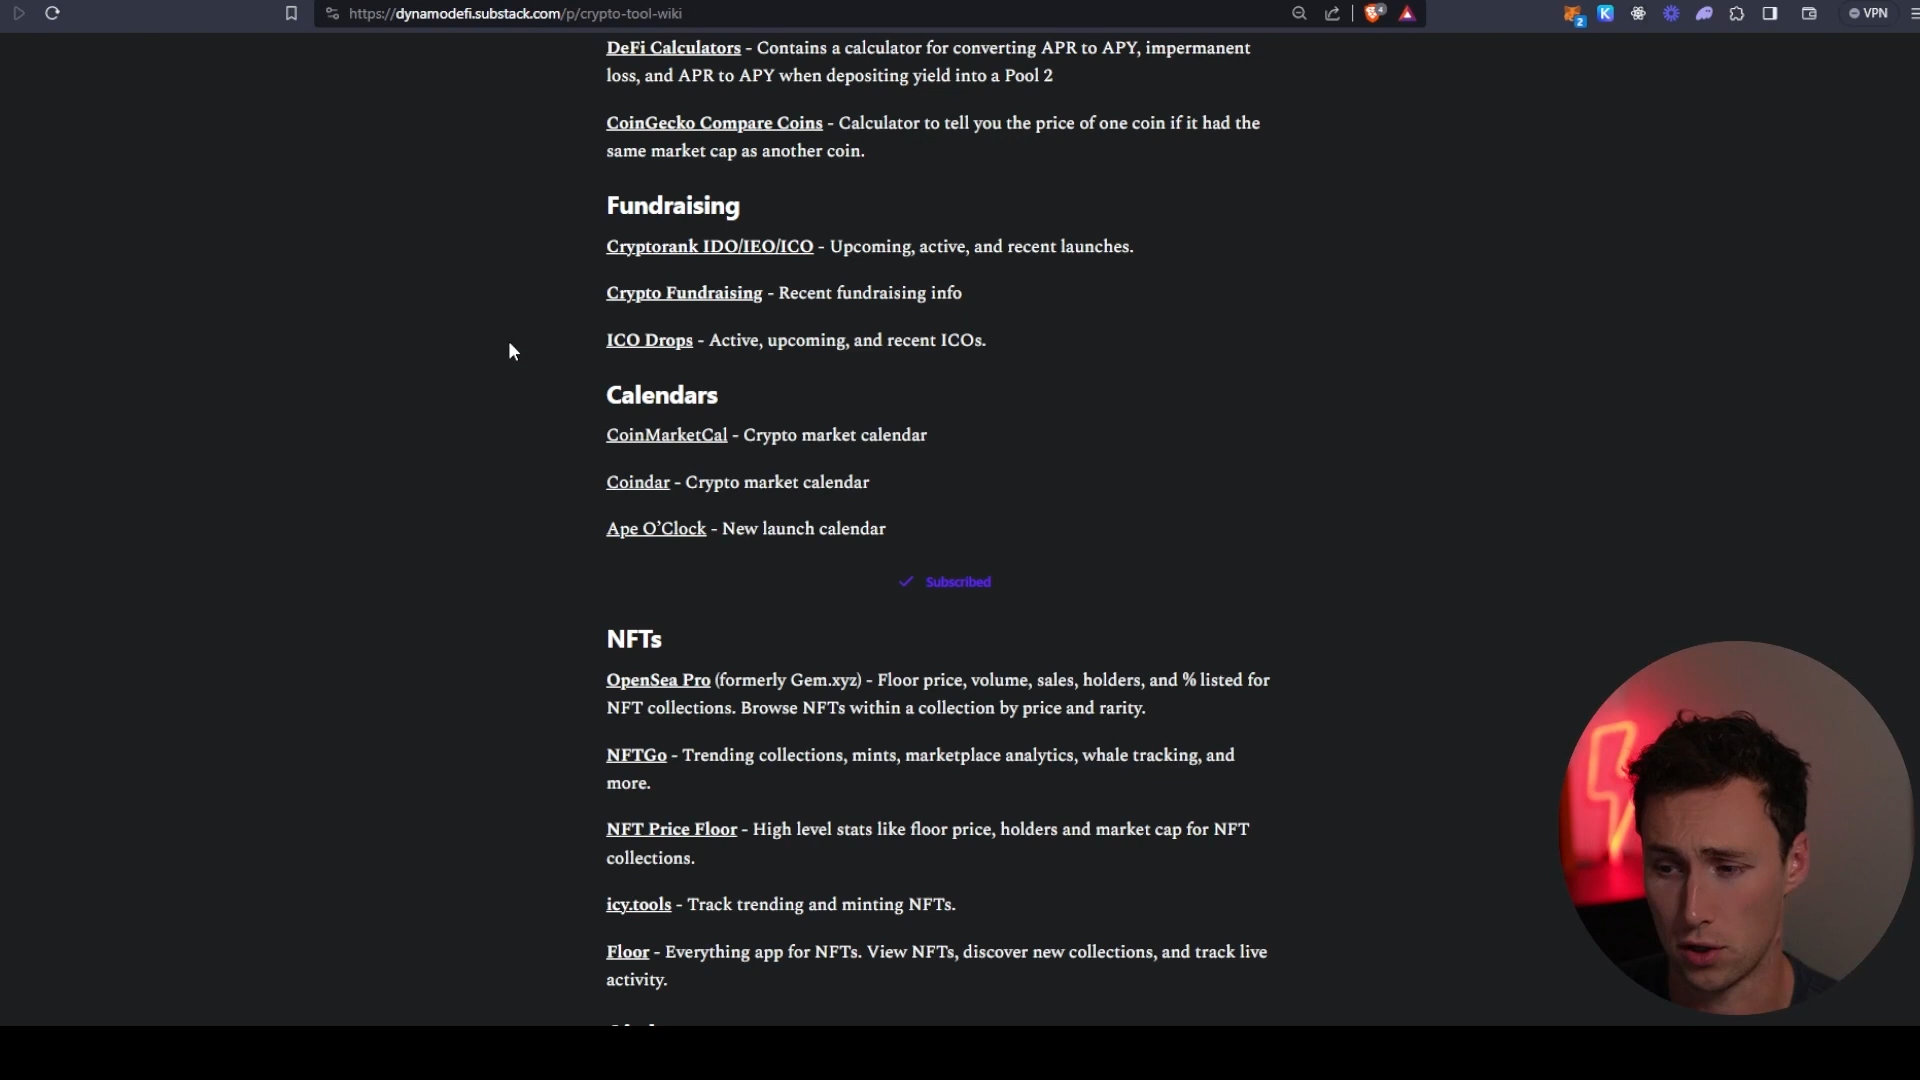 https://dynamodefi.substack.com/p/crypto-tool-wiki
4
2
K
VPN
DeFi Calculators - Contains a calculator for converting APR to APY, impermanent
loss, and APR to APY when depositing yield into a Pool 2
CoinGecko Compare Coins - Calculator to tell you the price of one coin if it had the
same market cap as another coin.
Fundraising
Cryptorank IDO/IEO/ICO - Upcoming, active, and recent launches.
Crypto Fundraising - Recent fundraising info
ICO Drops - Active, upcoming, and recent ICOs.
Calendars
CoinMarketCal - Crypto market calendar
Coindar - Crypto market calendar
Ape O’Clock - New launch calendar
Subscribed
NFTs
OpenSea Pro (formerly Gem.xyz) - Floor price, volume, sales, holders, and % listed for
NFT collections. Browse NFTs within a collection by price and rarity.
NFTGo - Trending collections, mints, marketplace analytics, whale tracking, and
more.
NFT Price Floor - High level stats like floor price, holders and market cap for NFT
collections.
icy.tools - Track trending and minting NFTs.
Floor - Everything app for NFTs. View NFTs, discover new collections, and track live
activity.